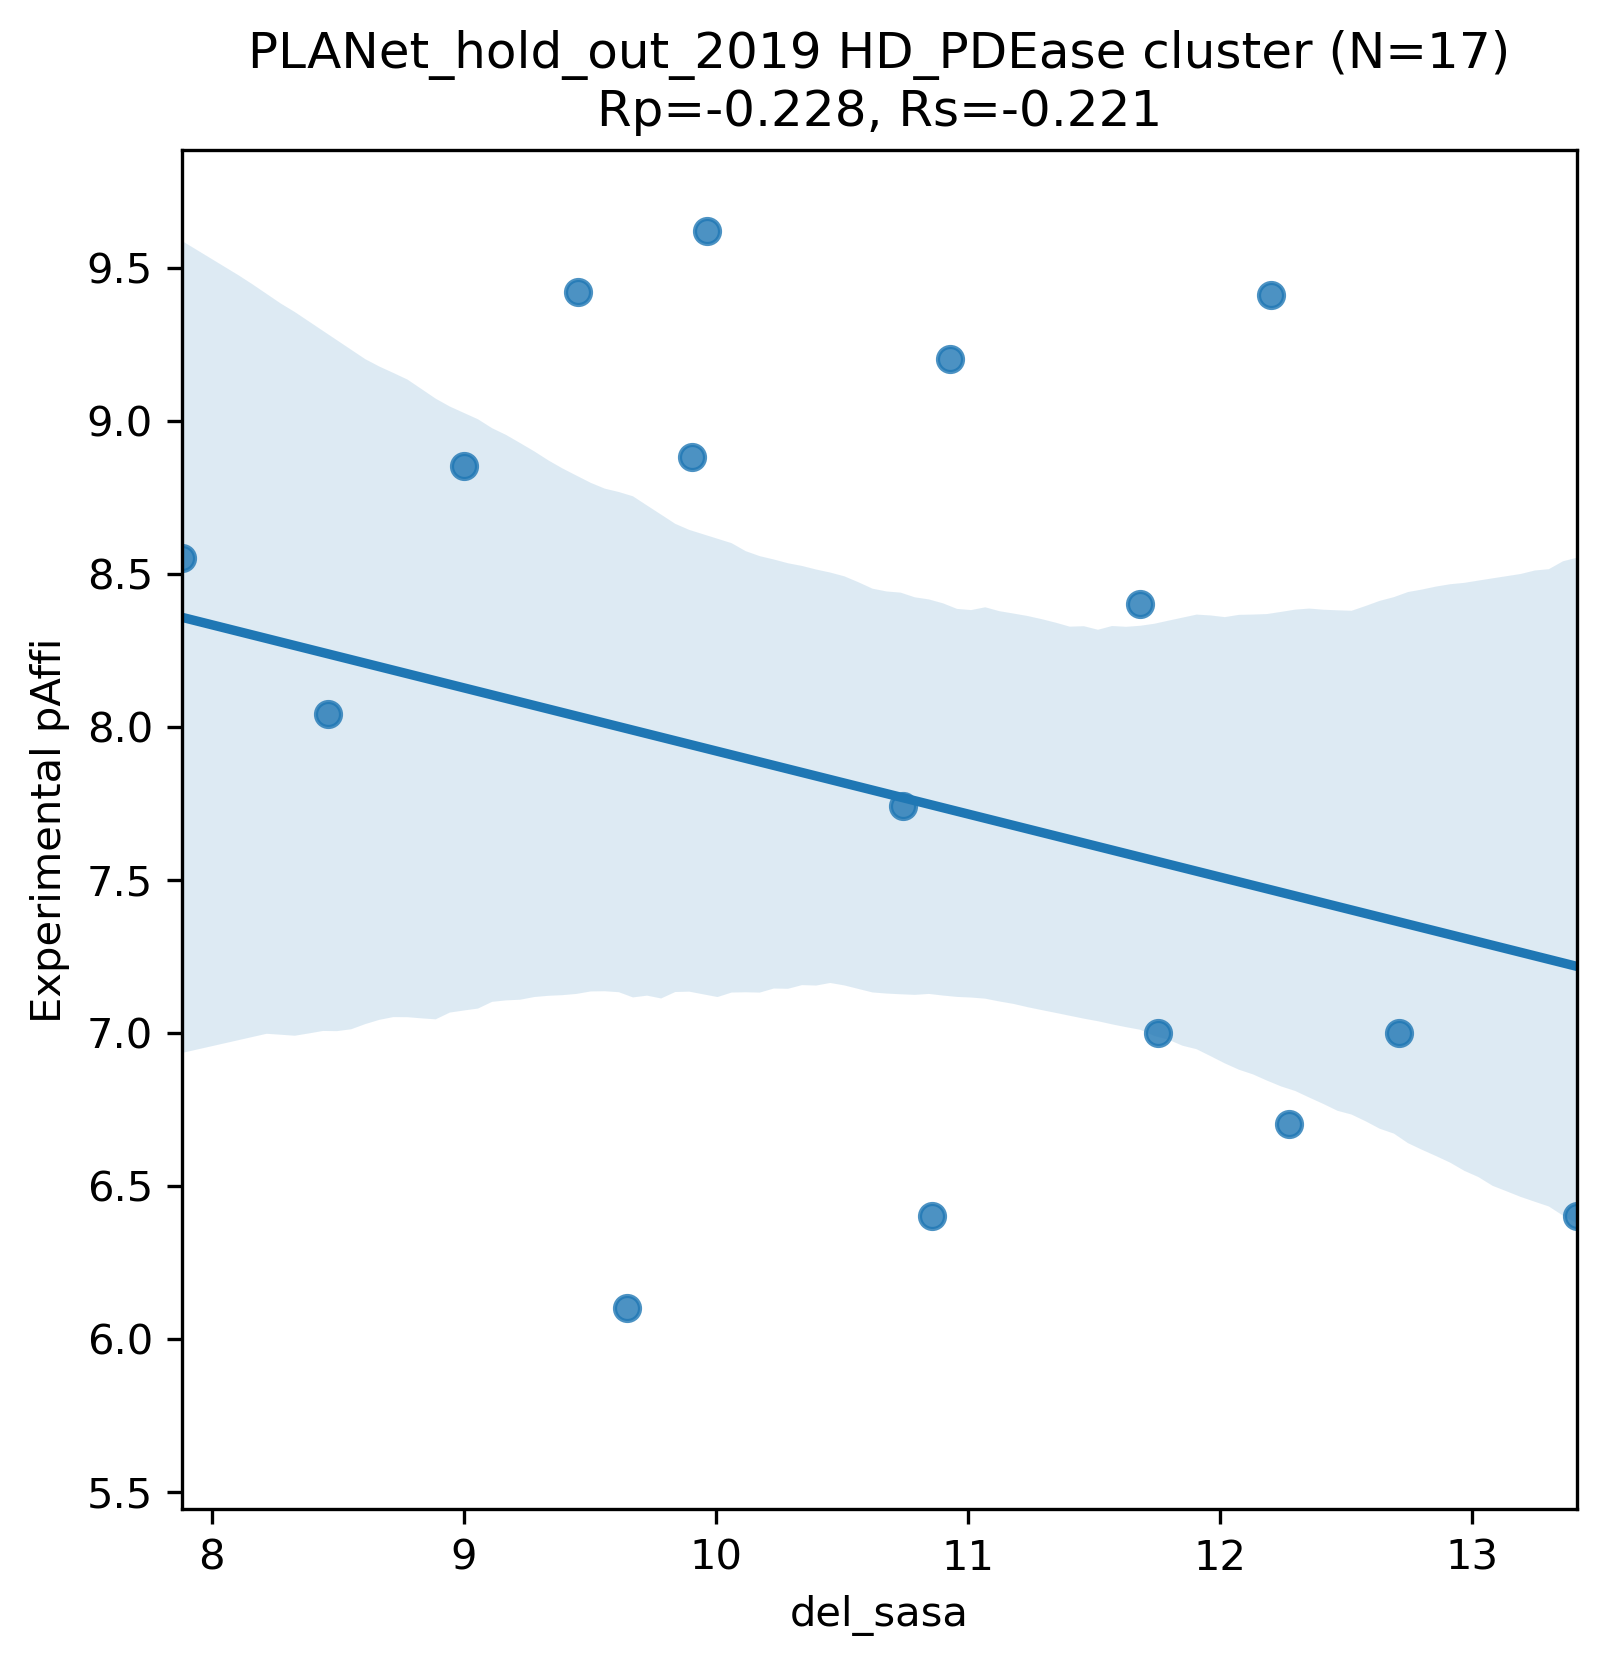 PLANet_hold_out_2019 HD_PDEase cluster (N=17)
Rp=-0.228, Rs=-0.221
Experimental pAffi
9.5
9.0
8.5
8.0
7.5
7.0
6.5
6.0
5.5
8 9 10 11 12 13
del_sasa